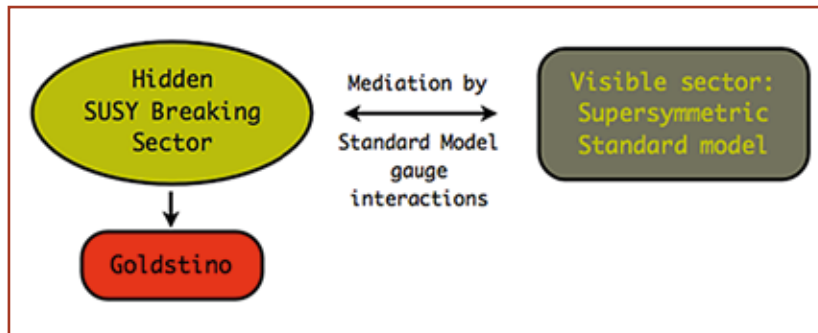 Hidden
SUSY Breaking
Sector
Mediation by
Standard Model
gauge
interactions
Visible sector:
Supersymmetric
Standard model
Goldstino